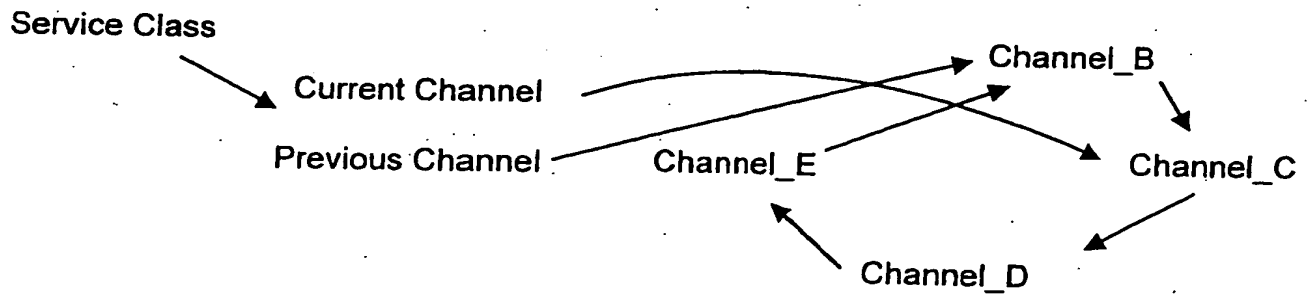 Service Class
Current Channel
Previous Channel
Channel_B
Channel_E
Channel_C
Channel_D